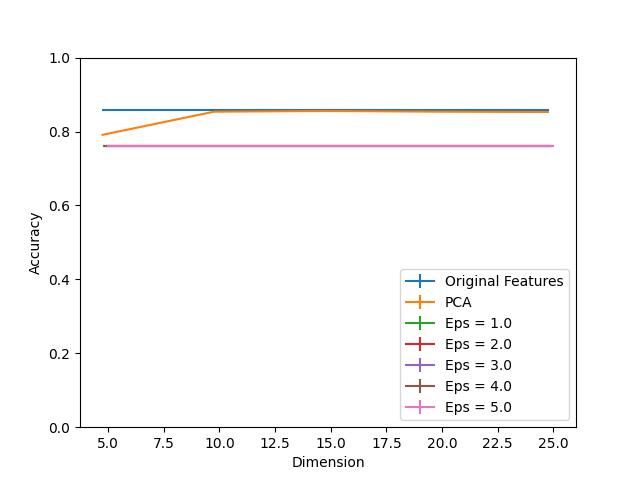 1.0
0.8
0.6
0.4
0.2
0.0
Accuracy
Original Features
PCA
Eps = 1.0
Eps = 2.0
Eps = 3.0
Eps = 4.0
Eps = 5.0
5.0 7.5 10.0 12.5 15.0 17.5 20.0 22.5 25.0
Dimension